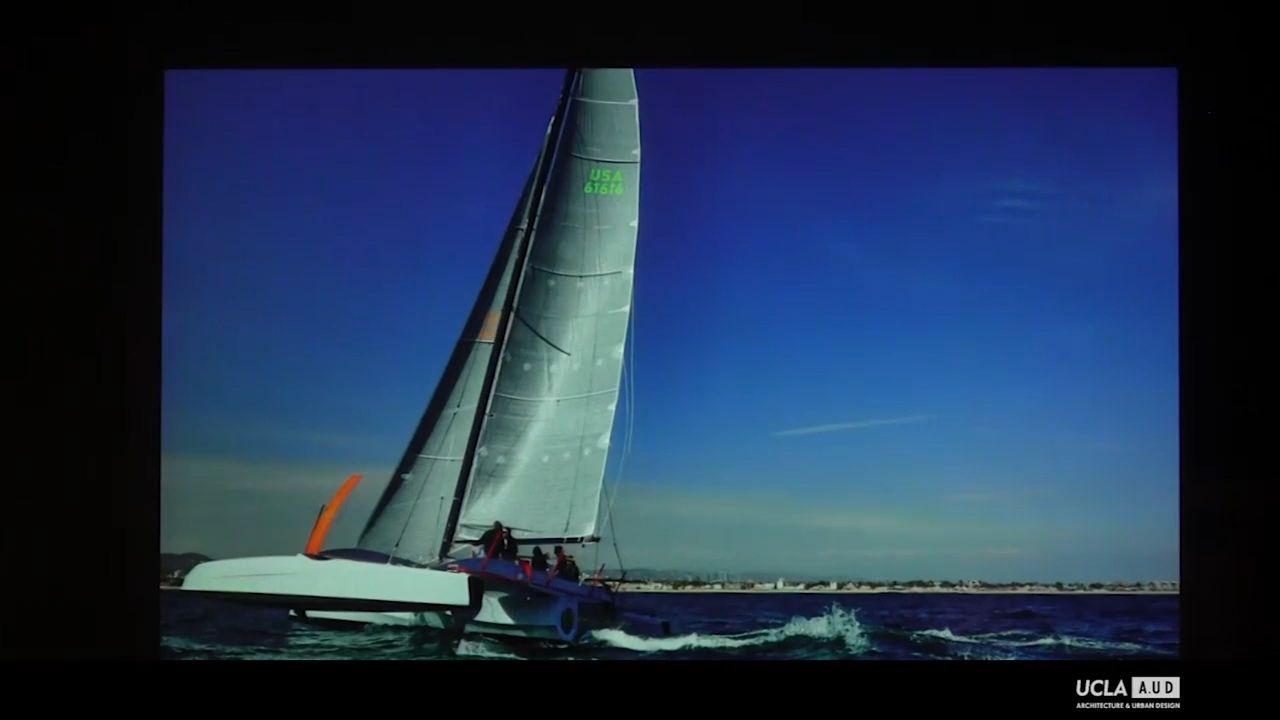 USA
61616
UCLA A.U D
ARCHITECTURE & URBAN DESIGN